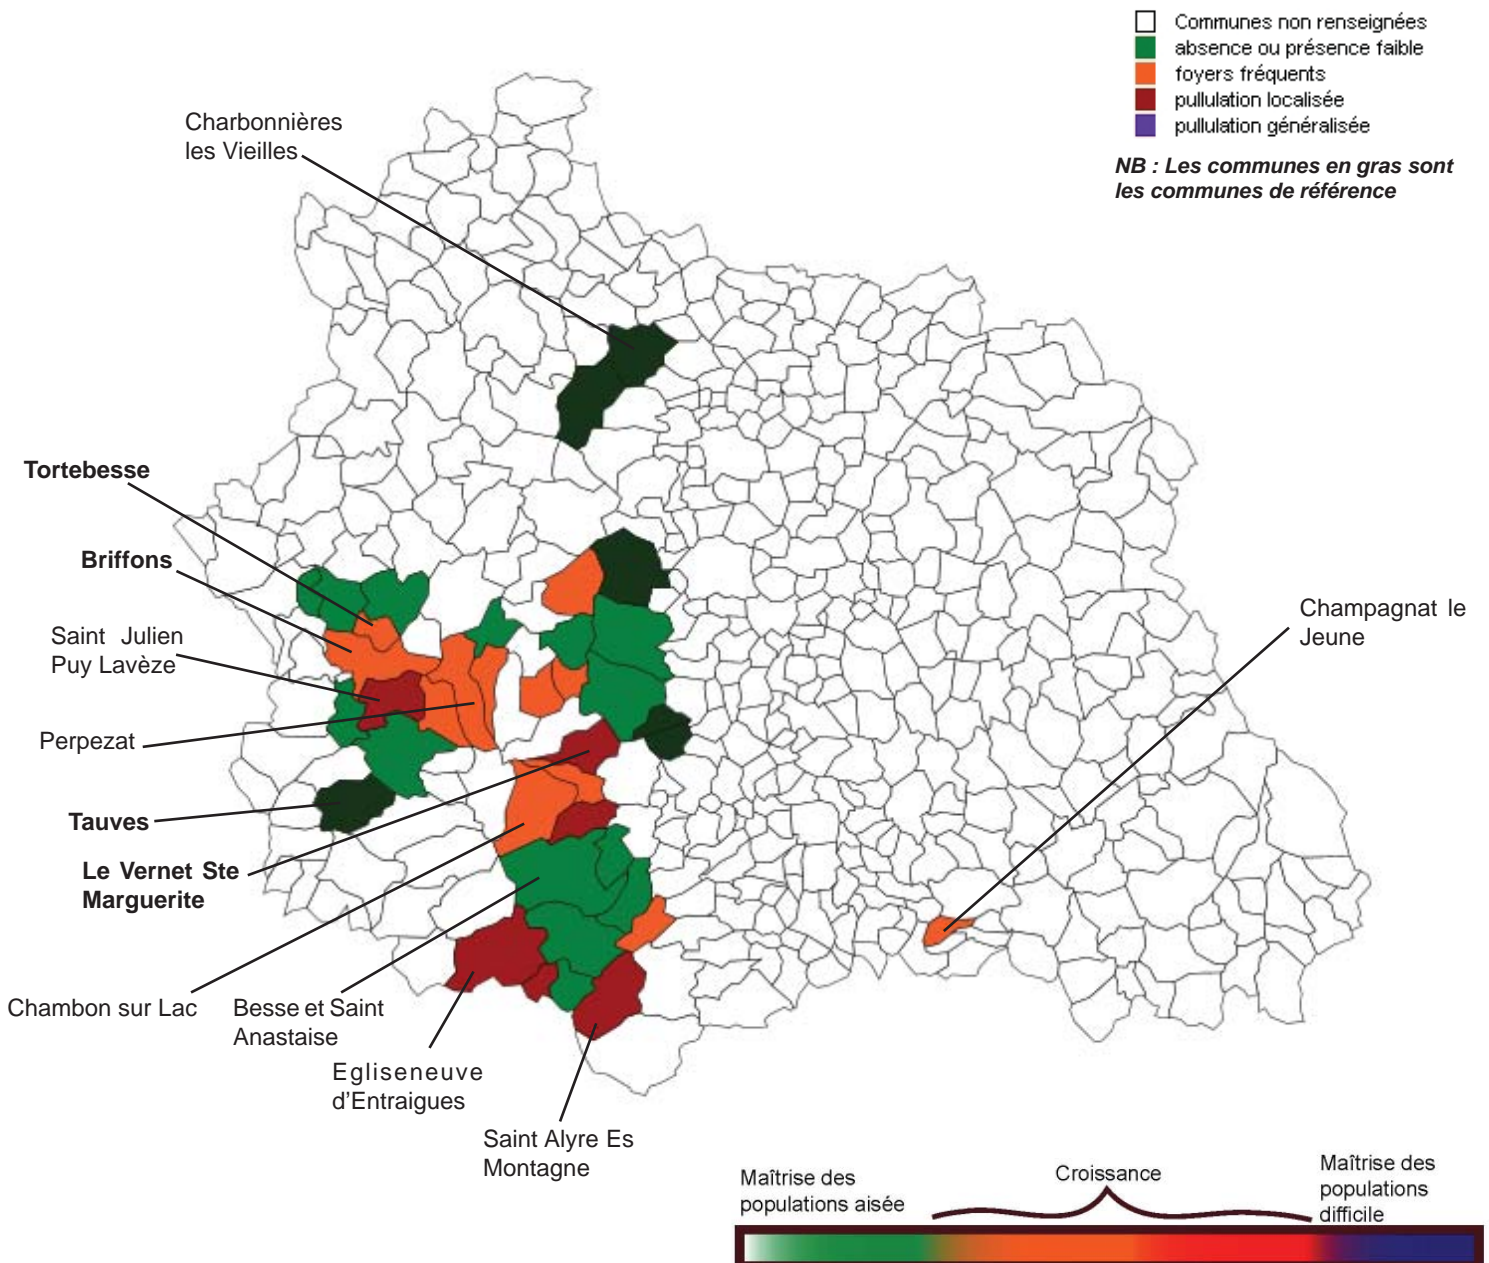 Communes non renseignées
absence ou présence faible
foyers fréquents
pullulation localisée
pullulation généralisée
NB : Les communes en gras sont
les communes de référence
Charbonnières
les Vieilles
Tortebesse
Briffons
Saint Julien
Puy Lavèze
Perpezat
Tauves
Le Vernet Ste
Marguerite
Chambon sur Lac
Besse et Saint
Anastaise
Egliseneuve
d'Entraigues
Saint Alyre Es
Montagne
Champagnat le
Jeune
Maîtrise des
populations aisée
Croissance
Maîtrise des
populations
difficile